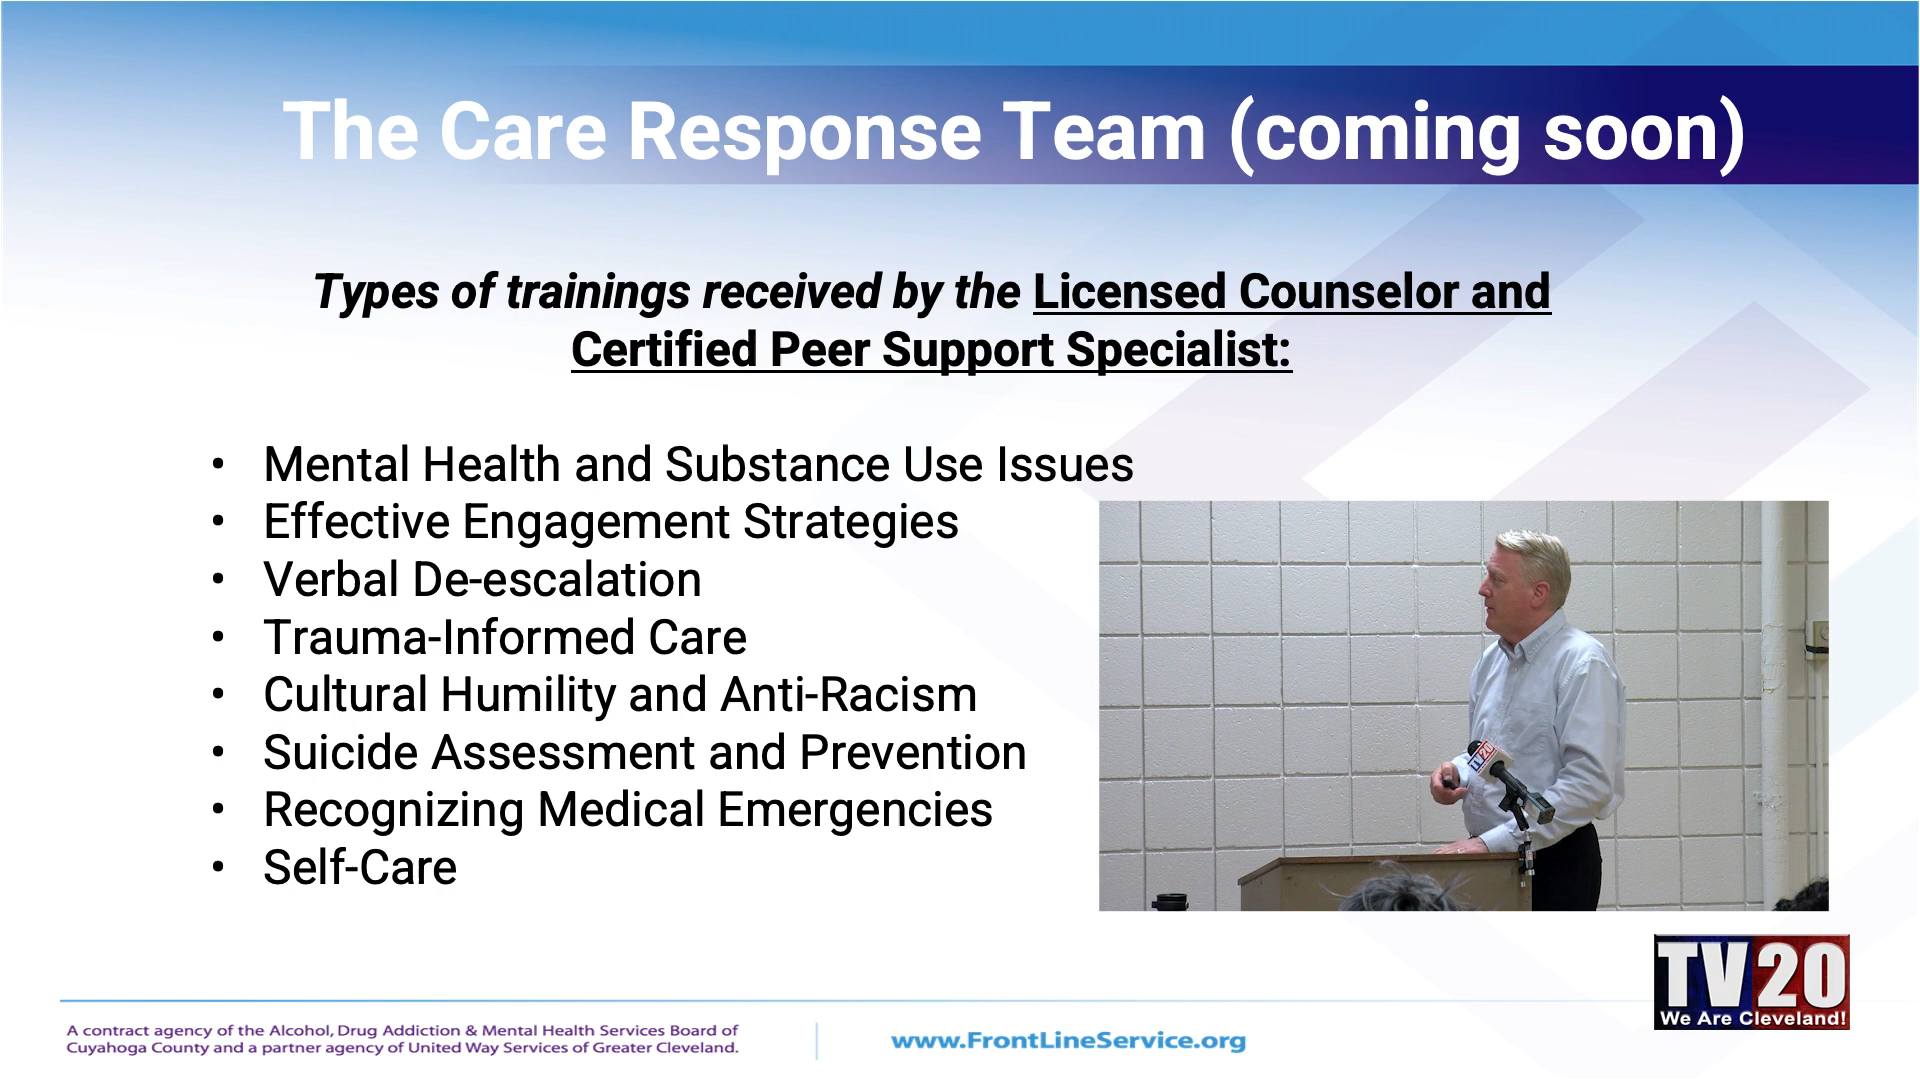 The Care Response Team (coming soon)
Types of trainings received by the Licensed Counselor and
Certified Peer Support Specialist:
• Mental Health and Substance Use Issues
• Effective Engagement Strategies
• Verbal De-escalation
• Trauma-Informed Care
• Cultural Humility and Anti-Racism
• Suicide Assessment and Prevention
• Recognizing Medical Emergencies
• Self-Care
TV20
TV20
We Are Cleveland!
A contract agency of the Alcohol, Drug Addiction & Mental Health Services Board of
Cuyahoga County and a partner agency of United Way Services of Greater Cleveland.
www.FrontLineService.org